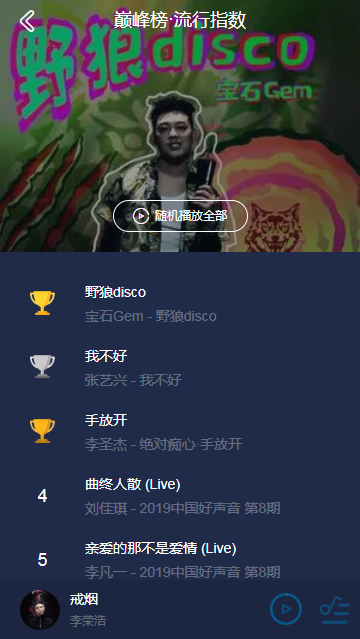 巅峰榜·流行指数
野狼disco
宝石Gem
随机播放全部
野狼disco
宝石Gem - 野狼disco
我不好
张艺兴 - 我不好
手放开
李圣杰 - 绝对痴心·手放开
4
曲终人散 (Live)
刘佳琪 - 2019中国好声音 第8期
5
亲爱的那不是爱情 (Live)
李凡一 - 2019中国好声音 第8期
戒烟
李荣浩